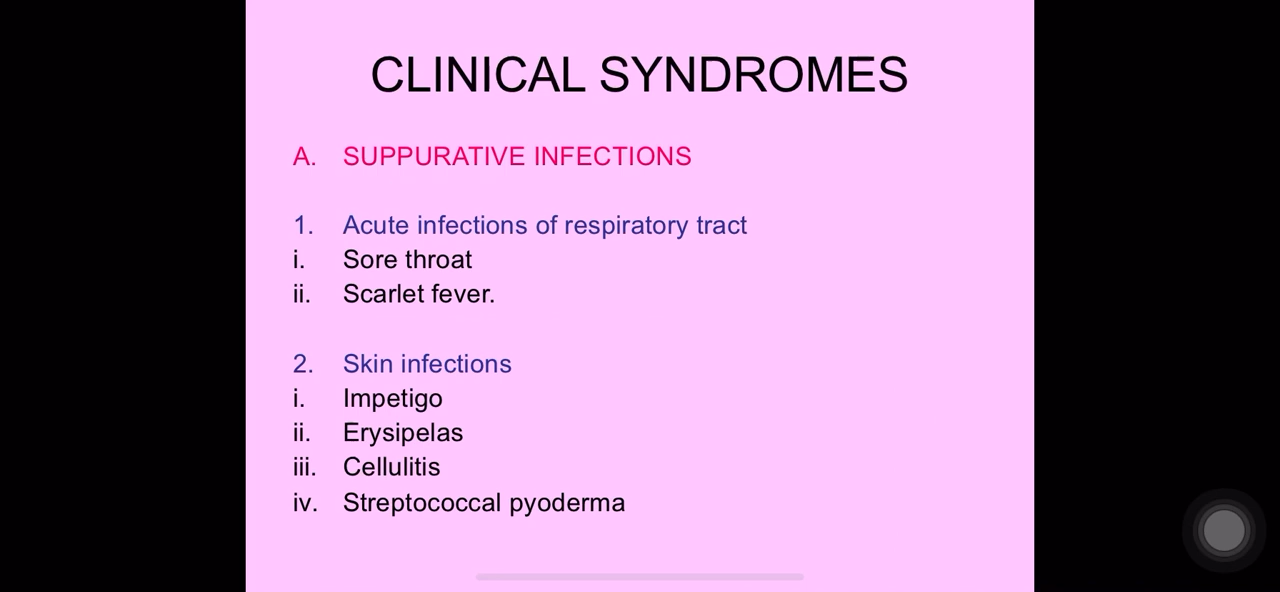 CLINICAL SYNDROMES
A. SUPPURATIVE INFECTIONS
1. Acute infections of respiratory tract
i. Sore throat
ii. Scarlet fever.
2. Skin infections
i. Impetigo
ii. Erysipelas
iii. Cellulitis
iv. Streptococcal pyoderma